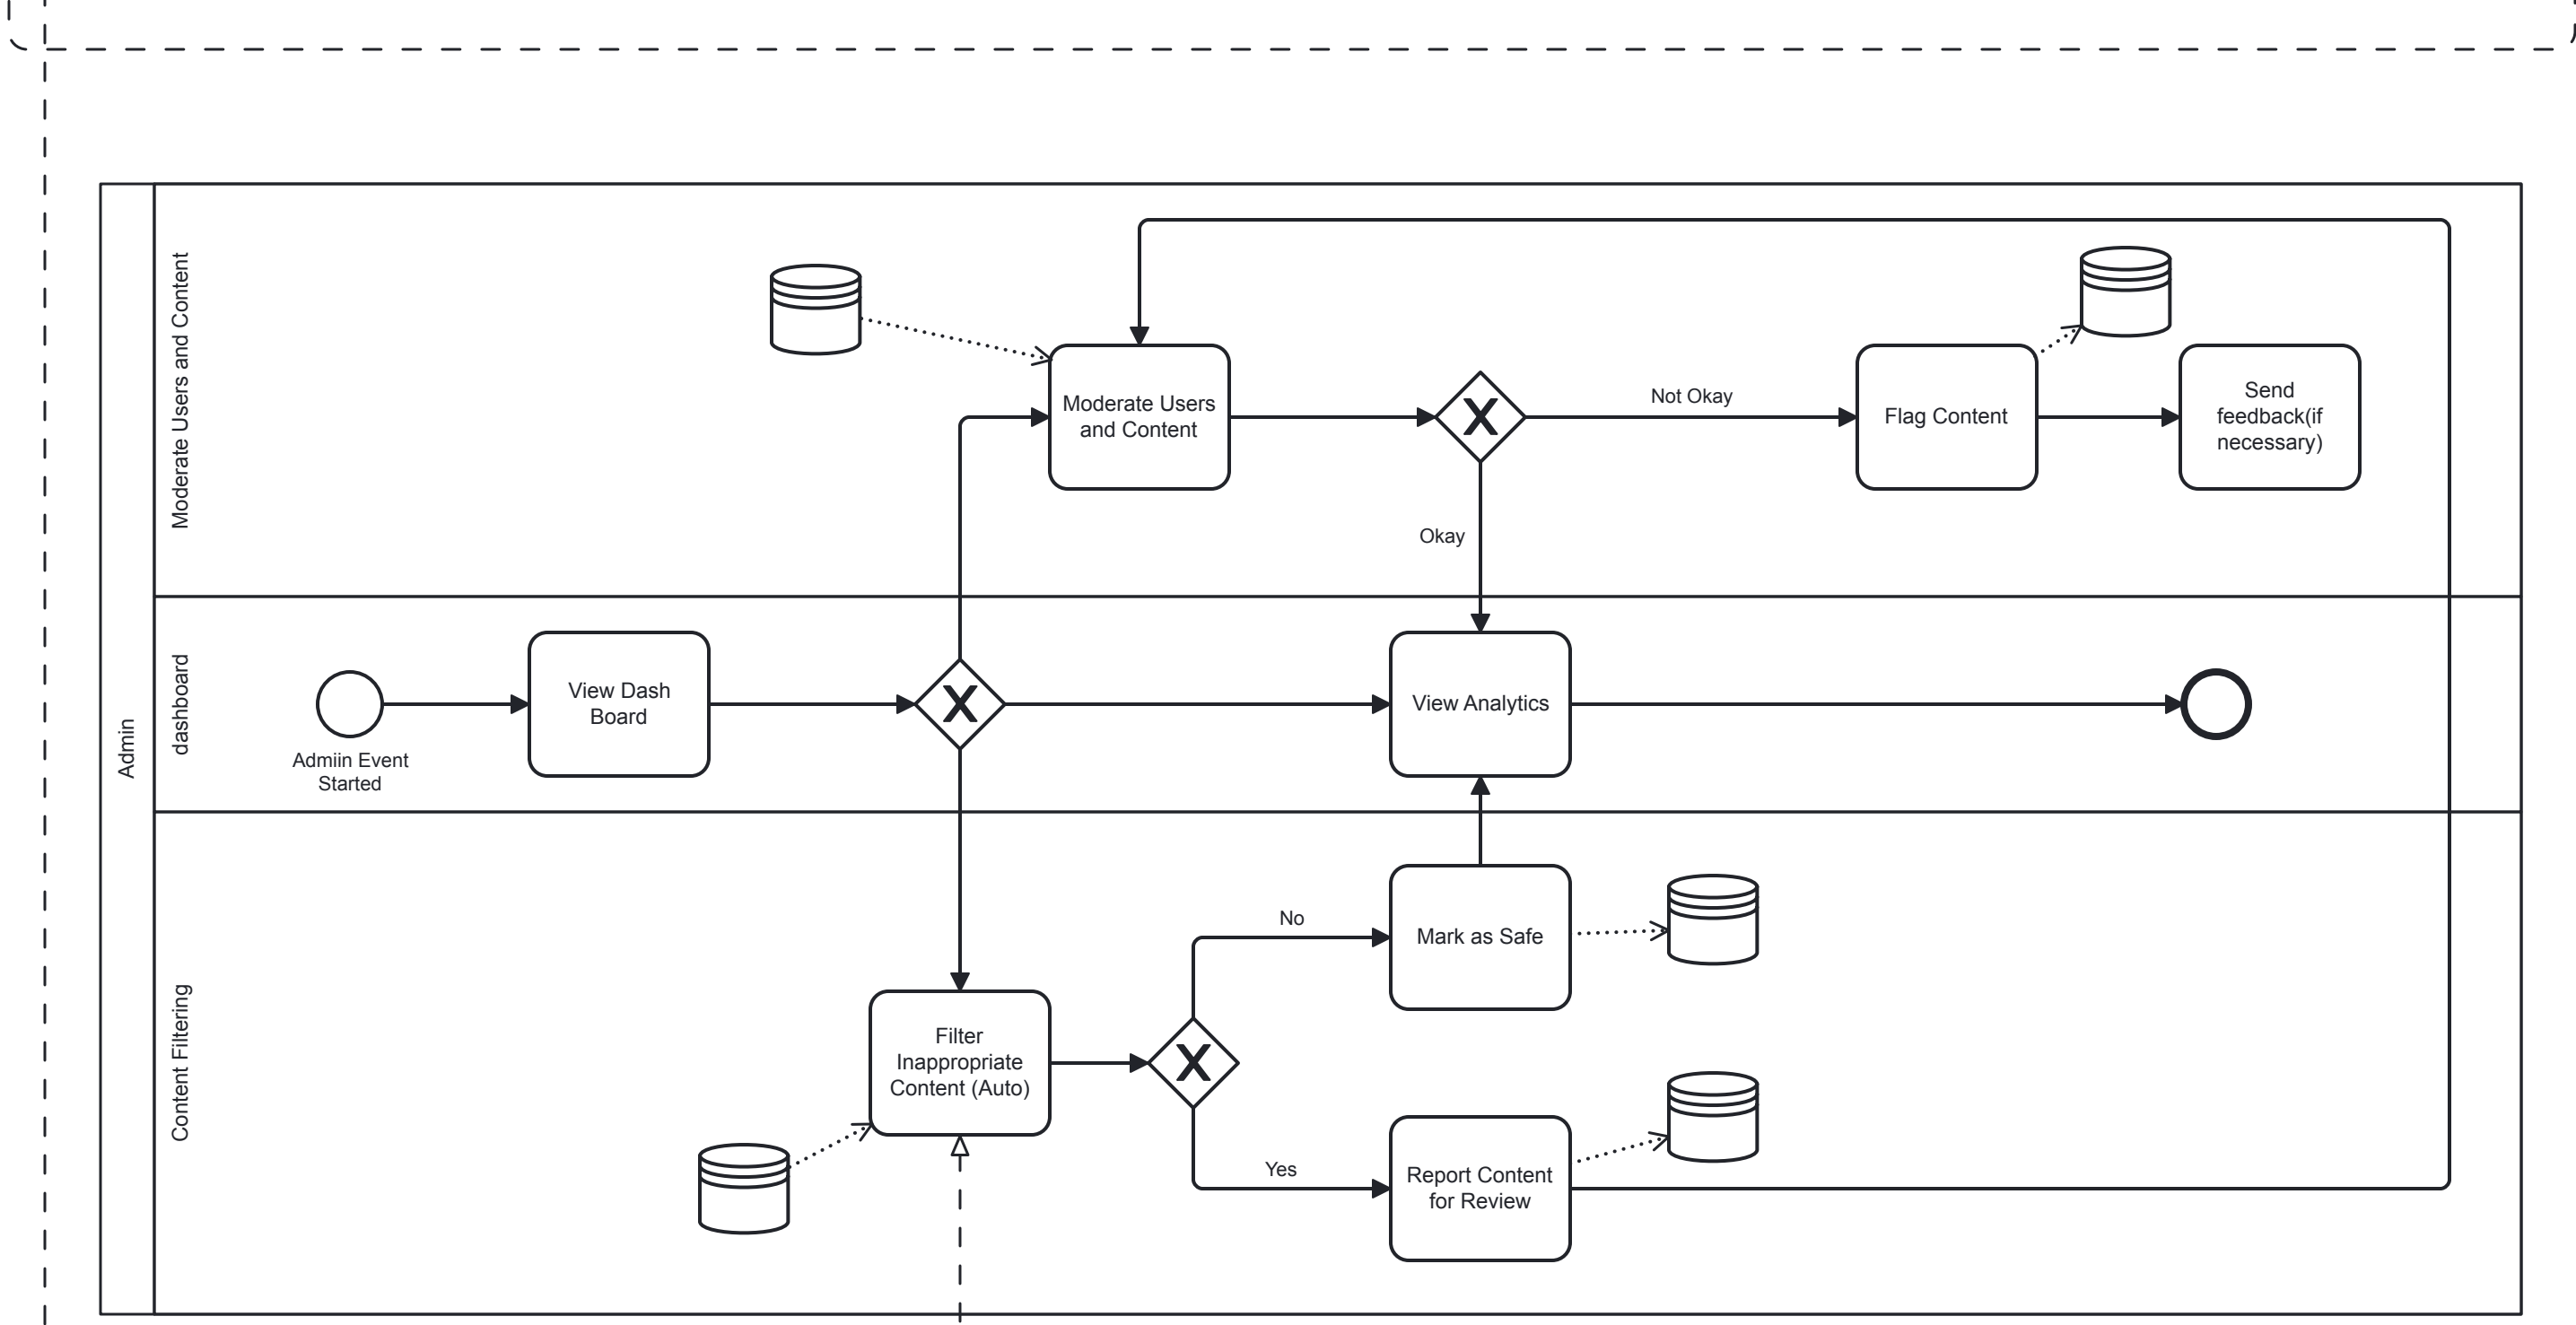 Admin
Moderate Users and Content
Moderate Users
and Content
X
Not Okay
Flag Content
Send
feedback(if
necessary)
Okay
dashboard
Admiin Event
Started
View Dash
Board
X
View Analytics
Content Filtering
Filter
Inappropriate
Content (Auto)
X
No
Mark as Safe
Yes
Report Content
for Review